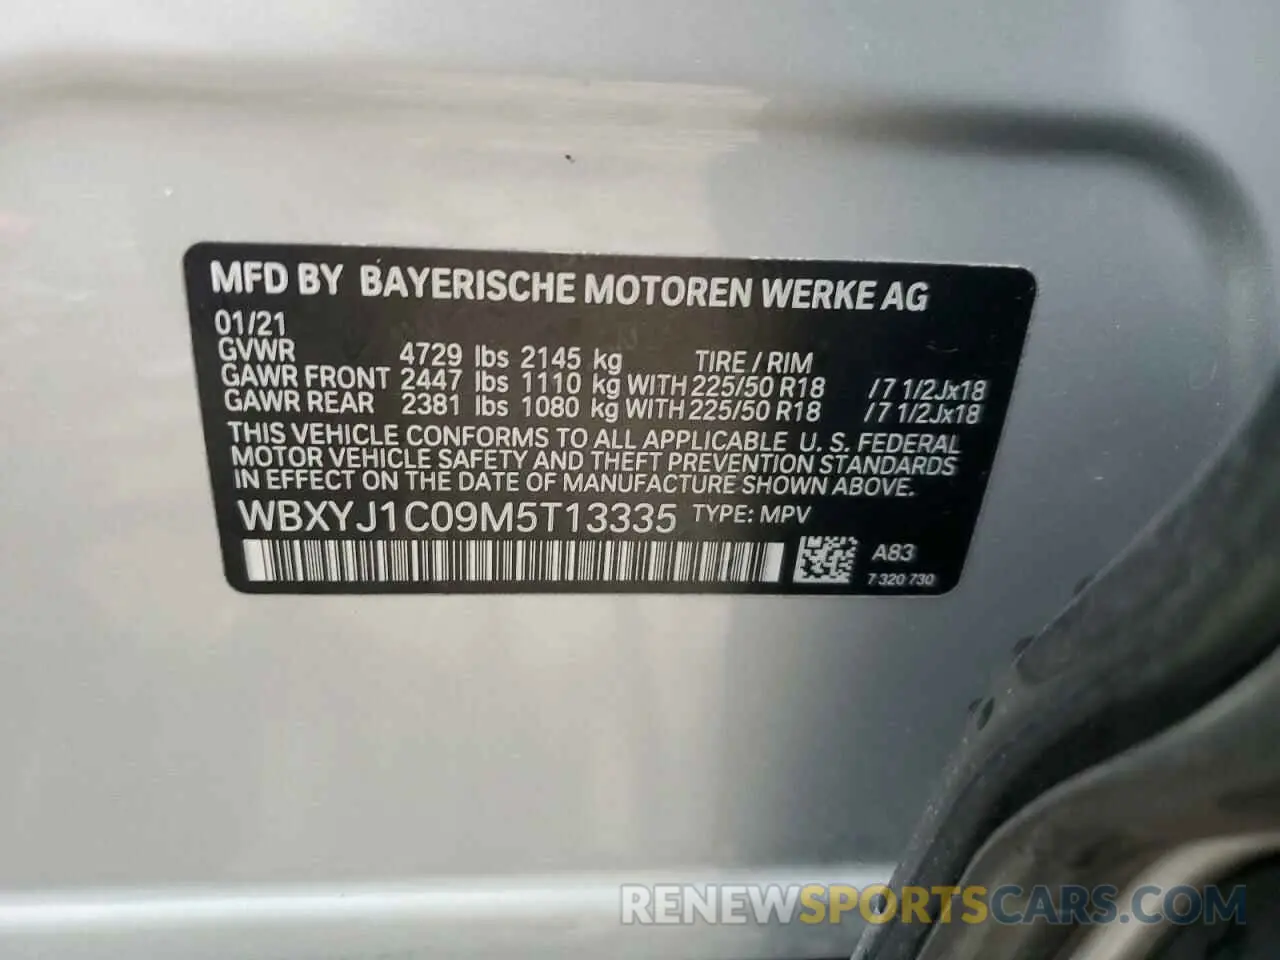 MFD BY BAYERISCHE MOTOREN WERKE AG
01/21
GVWR 4729 lbs 2145 kg TIRE / RIM
GAWR FRONT 2447 lbs 1110 kg WITH 225/50 R18 /7 1/2Jx18
GAWR REAR 2381 lbs 1080 kg WITH 225/50 R18 /7 1/2Jx18
THIS VEHICLE CONFORMS TO ALL APPLICABLE U. S. FEDERAL
MOTOR VEHICLE SAFETY AND THEFT PREVENTION STANDARDS
IN EFFECT ON THE DATE OF MANUFACTURE SHOWN ABOVE.
WBXYJ1C09M5T13335 TYPE: MPV
A83
7 320 730
RENEWSPORTSCARS.COM